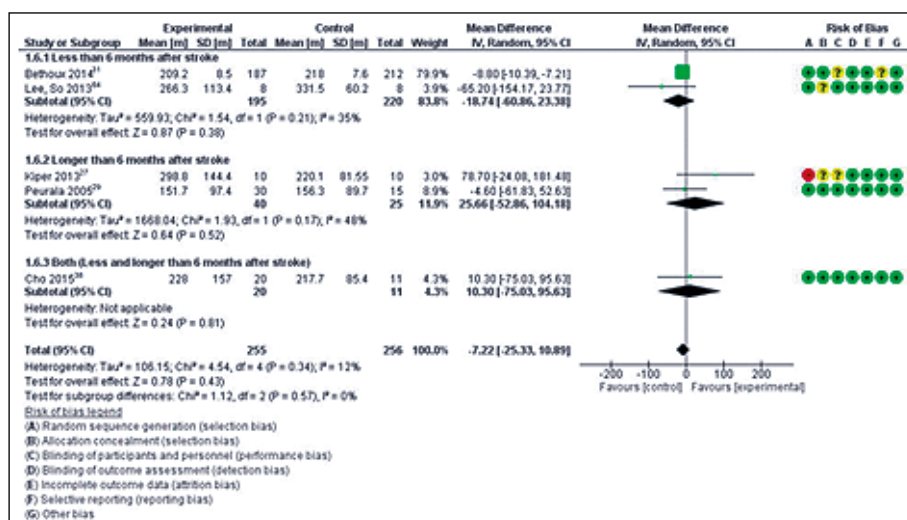 Experimental Control Mean Difference Mean Difference Risk of Bias
Study or Subgroup Mean [m] SD [m] Total Mean [m] SD [m] Total Weight IV, Random, 95% CI IV, Random, 95% CI A B C D E F G
1.6.1 Less than 6 months after stroke
Bethoux 2014 209.2 8.5 187 218 7.6 212 79.9% -8.80 [-10.39, -7.21] ? ?
Lee, So 2013 266.3 113.4 8 331.5 60.2 8 3.9% -65.20 [-154.17, 23.77] ?
Subtotal (95% CI) 195 220 83.8% -18.74 [-60.86, 23.38]
Heterogeneity: Tau² = 559.93; Chi² = 1.54, df = 1 (P = 0.21); I² = 35%
Test for overall effect: Z = 0.87 (P = 0.38)
1.6.2 Longer than 6 months after stroke
Kiper 2013 298.8 144.4 10 220.1 81.55 10 3.0% 78.70 [-24.08, 181.48] ? ?
Peurala 2005 151.7 97.4 30 156.3 89.7 15 8.9% -4.60 [-61.83, 52.63]
Subtotal (95% CI) 40 25 11.9% 25.66 [-52.86, 104.18]
Heterogeneity: Tau² = 1668.04; Chi² = 1.93, df = 1 (P = 0.17); I² = 48%
Test for overall effect: Z = 0.64 (P = 0.52)
1.6.3 Both (Less and longer than 6 months after stroke)
Cho 2015 228 157 20 217.7 85.4 11 4.3% 10.30 [-75.03, 95.63]
Subtotal (95% CI) 20 11 4.3% 10.30 [-75.03, 95.63]
Heterogeneity: Not applicable
Test for overall effect: Z = 0.24 (P = 0.81)
Total (95% CI) 255 256 100.0% -7.22 [-25.33, 10.89]
Heterogeneity: Tau² = 106.15; Chi² = 4.54, df = 4 (P = 0.34); I² = 12%
Test for overall effect: Z = 0.78 (P = 0.43)
Test for subgroup differences: Chi² = 1.12, df = 2 (P = 0.57), I² = 0%
-200 -100 0 100 200
Favours [control] Favours [experimental]
Risk of bias legend
(A) Random sequence generation (selection bias)
(B) Allocation concealment (selection bias)
(C) Blinding of participants and personnel (performance bias)
(D) Blinding of outcome assessment (detection bias)
(E) Incomplete outcome data (attrition bias)
(F) Selective reporting (reporting bias)
(G) Other bias